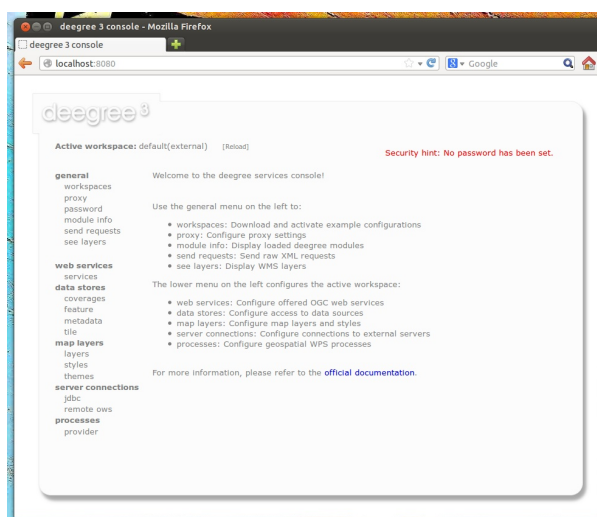 deegree 3 console - Mozilla Firefox
deegree 3 console
localhost:8080
Google
deegree 3
Active workspace: default(external) [Reload]
Security hint: No password has been set.
general
workspaces
proxy
password
module info
send requests
see layers
web services
services
data stores
coverages
feature
metadata
tile
map layers
layers
styles
themes
server connections
jdbc
remote ows
processes
provider
Welcome to the deegree services console!
Use the general menu on the left to:
workspaces: Download and activate example configurations
proxy: Configure proxy settings
module info: Display loaded deegree modules
send requests: Send raw XML requests
see layers: Display WMS layers
The lower menu on the left configures the active workspace:
web services: Configure offered OGC web services
data stores: Configure access to data sources
map layers: Configure map layers and styles
server connections: Configure connections to external servers
processes: Configure geospatial WPS processes
For more information, please refer to the official documentation.